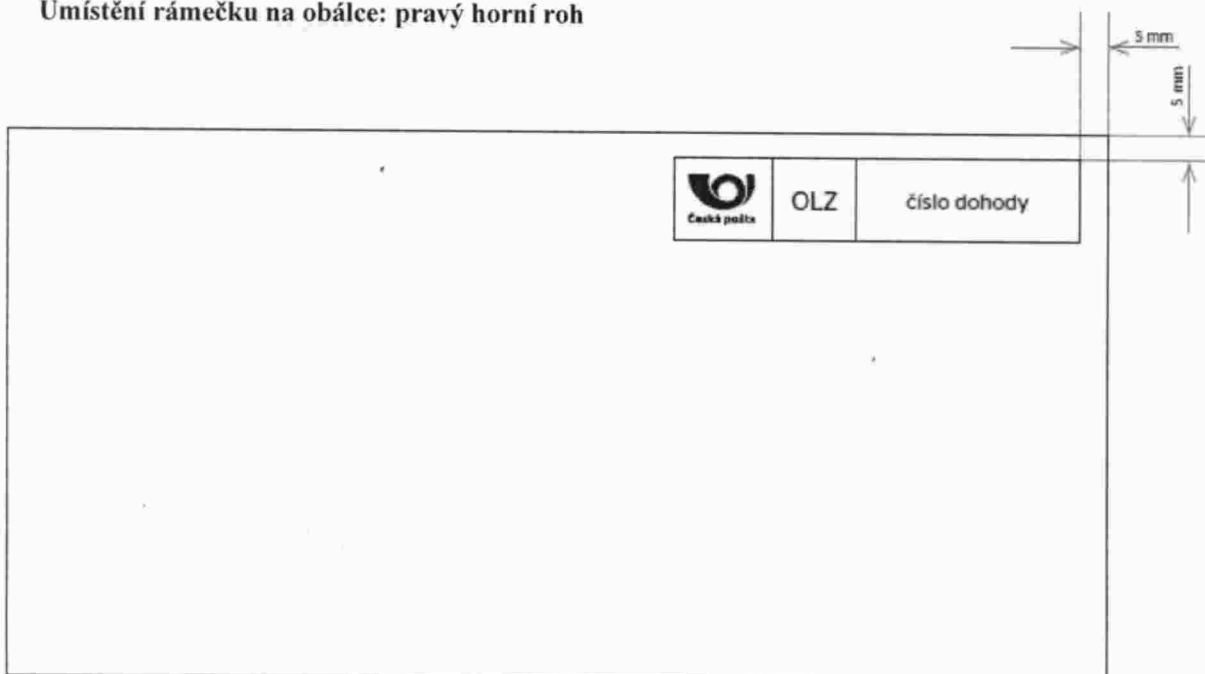 Umístění rámečku na obálce: pravý horní roh
5 mm
5 mm
Česká pošta
OLZ
číslo dohody